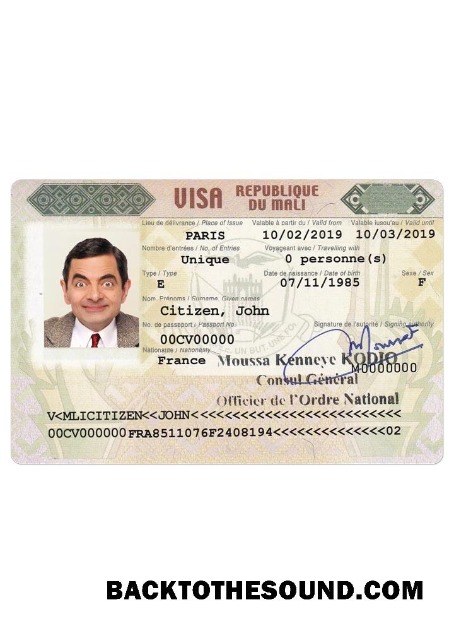 VISA REPUBLIQUE DU MALI
Lieu de délivrance / Place of Issue Valable à partir du / Valid from Valable jusqu'au / Valid until
PARIS 10/02/2019 10/03/2019
Nombre d'entrées / No. of Entries Voyageant avec / Travelling with
Unique 0 personne(s)
Type / Type Date de naissance / Date of birth Sexe / Sex
E 07/11/1985 F
Nom, Prénoms / Surname, Given names
Citizen, John
No. de passeport / Passport No. Signature de l'autorité / Signing authority
00CV00000
Nationalité / Nationality
France Moussa Kenneye KODIO M0000000
Consul Général
Officier de l'Ordre National
V<MLICITIZEN<<JOHN<<<<<<<<<<<<<<<<<<<<<<<<<<
00CV000000FRA8511076F2408194<<<<<<<<<<<<<<02
BACKTOTHESOUND.COM